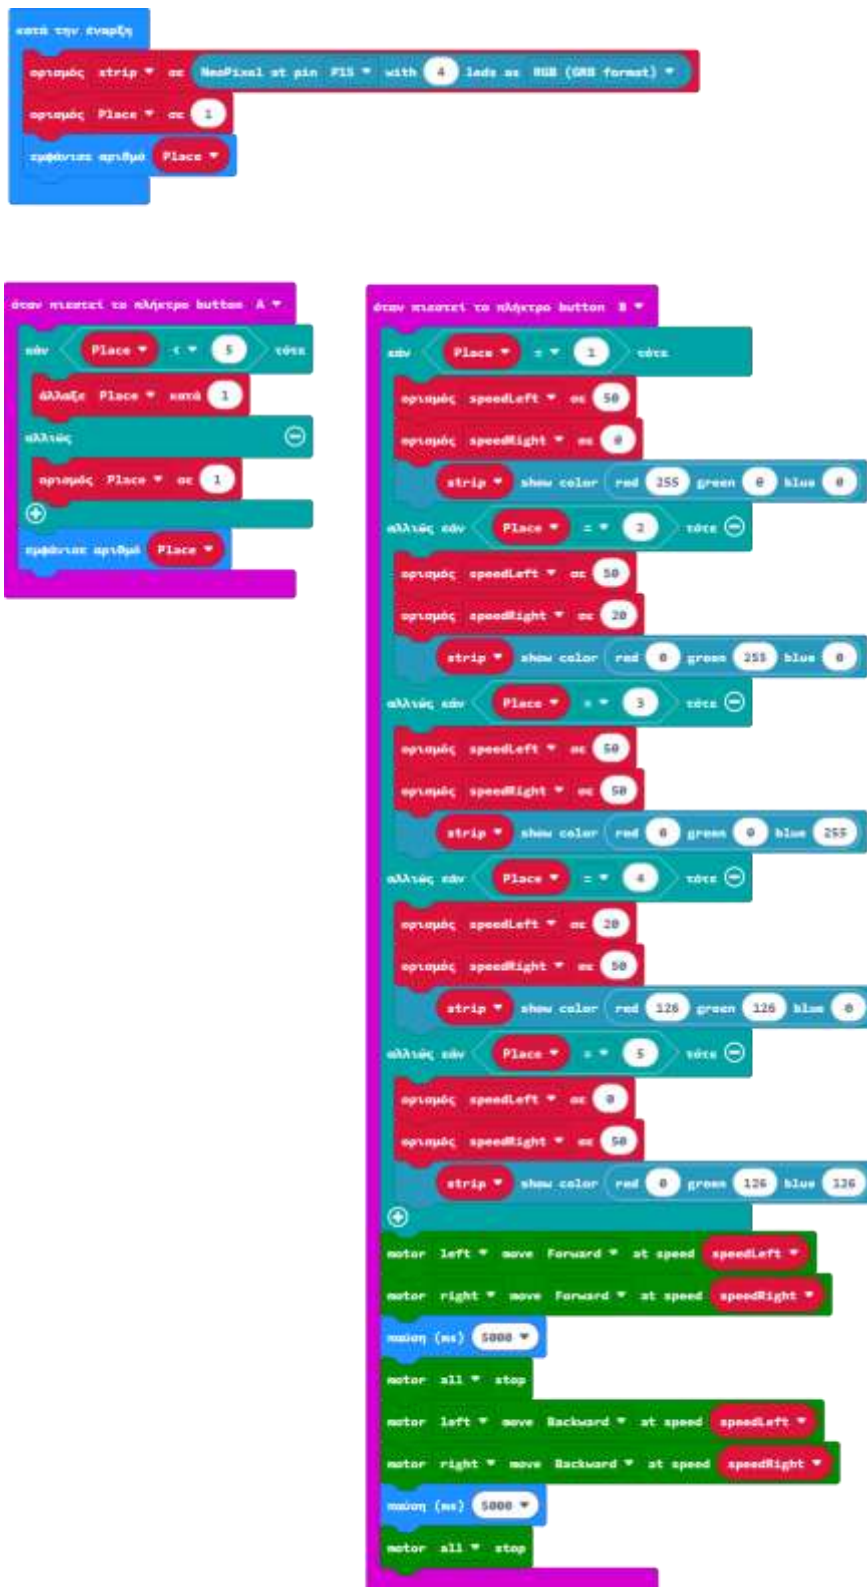 κατά την έναρξη
ορισμός strip σε NeoPixel at pin P15 with 4 leds as RGB (GRB format)
ορισμός Place σε 1
εμφάνισε αριθμό Place
όταν πιεστεί το πλήκτρο button A
εάν Place < 5 τότε
άλλαξε Place κατά 1
αλλιώς
ορισμός Place σε 1
εμφάνισε αριθμό Place
όταν πιεστεί το πλήκτρο button B
εάν Place = 1 τότε
ορισμός speedLeft σε 50
ορισμός speedRight σε 0
strip show color red 255 green 0 blue 0
αλλιώς εάν Place = 2 τότε
ορισμός speedLeft σε 50
ορισμός speedRight σε 20
strip show color red 0 green 255 blue 0
αλλιώς εάν Place = 3 τότε
ορισμός speedLeft σε 50
ορισμός speedRight σε 50
strip show color red 0 green 0 blue 255
αλλιώς εάν Place = 4 τότε
ορισμός speedLeft σε 20
ορισμός speedRight σε 50
strip show color red 126 green 126 blue 0
αλλιώς εάν Place = 5 τότε
ορισμός speedLeft σε 0
ορισμός speedRight σε 50
strip show color red 0 green 126 blue 126
motor left move Forward at speed speedLeft
motor right move Forward at speed speedRight
παύση (ms) 5000
motor all stop
motor left move Backward at speed speedLeft
motor right move Backward at speed speedRight
παύση (ms) 5000
motor all stop